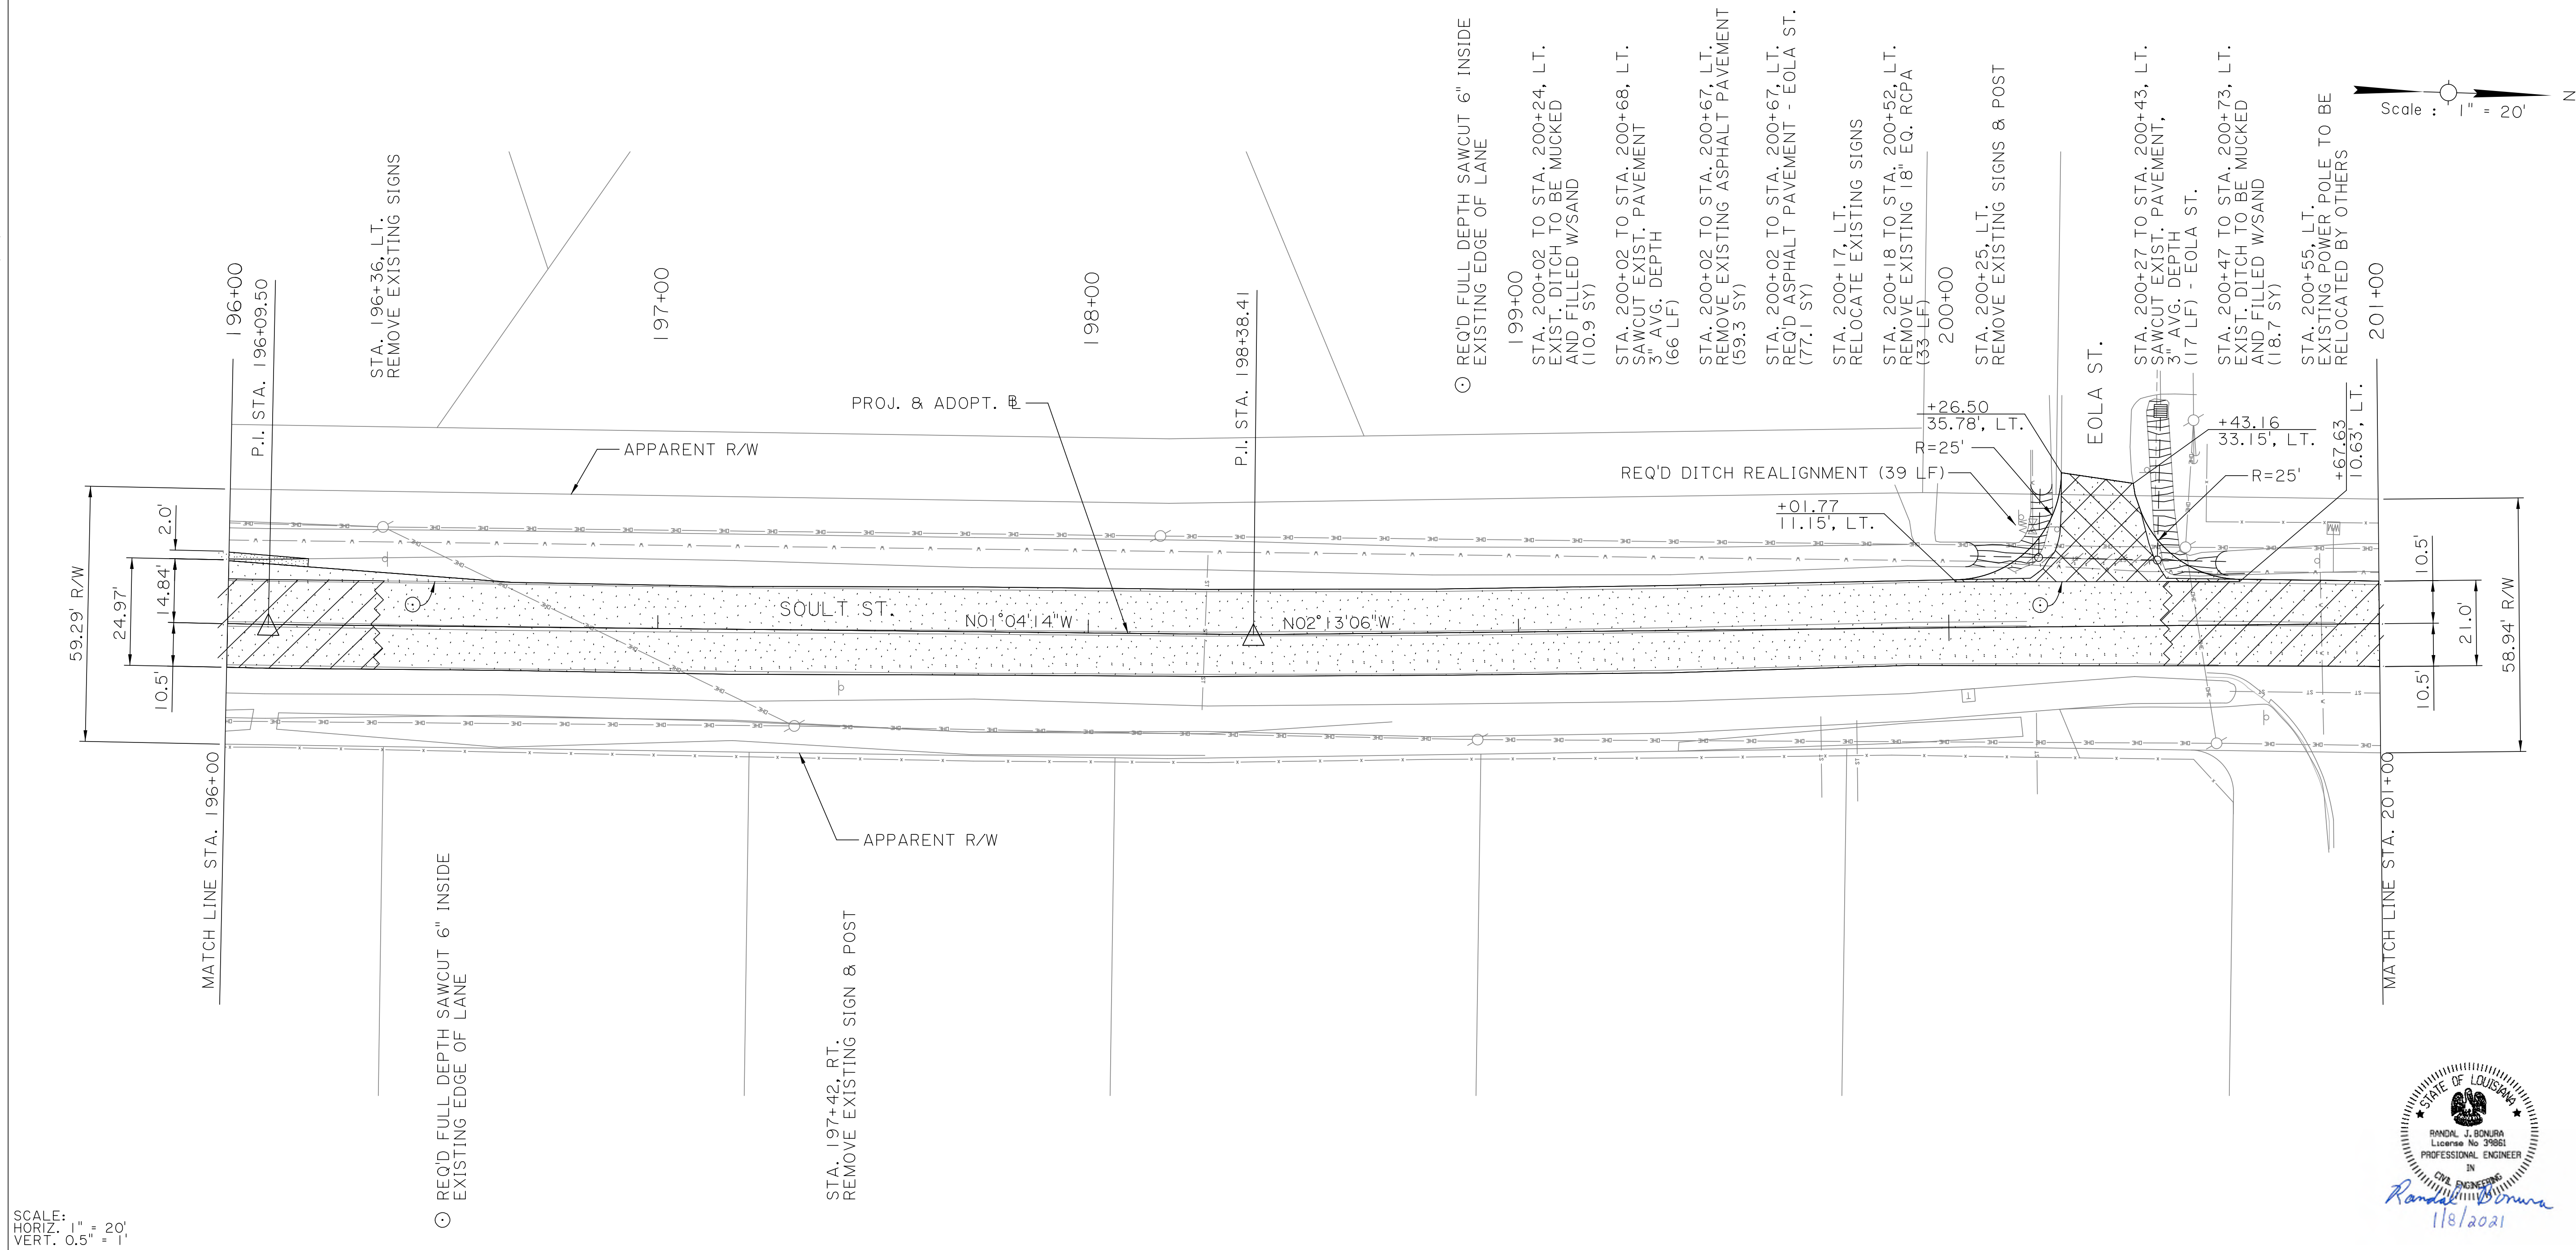 196+00
P.I. STA. 196+09.50
STA. 196+36, LT.
REMOVE EXISTING SIGNS
197+00
198+00
P.I. STA. 198+38.41
REQ'D FULL DEPTH SAWCUT 6" INSIDE
EXISTING EDGE OF LANE
199+00
STA. 200+02 TO STA. 200+24, LT.
EXIST. DITCH TO BE MUCKED
AND FILLED W/SAND
(10.9 SY)
STA. 200+02 TO STA. 200+68, LT.
SAWCUT EXIST. PAVEMENT
3" AVG. DEPTH
(66 LF)
STA. 200+02 TO STA. 200+67, LT.
REMOVE EXISTING ASPHALT PAVEMENT
(59.3 SY)
STA. 200+02 TO STA. 200+67, LT.
REQ'D ASPHALT PAVEMENT - EOLA ST.
(77.1 SY)
STA. 200+17, LT.
RELOCATE EXISTING SIGNS
STA. 200+18 TO STA. 200+52, LT.
REMOVE EXISTING 18" EQ. RCPA
(33 LF)
200+00
STA. 200+25, LT.
REMOVE EXISTING SIGNS & POST
EOLA ST.
STA. 200+27 TO STA. 200+43, LT.
SAWCUT EXIST. PAVEMENT,
3" AVG. DEPTH
(17 LF) - EOLA ST.
STA. 200+47 TO STA. 200+73, LT.
EXIST. DITCH TO BE MUCKED
AND FILLED W/SAND
(18.7 SY)
STA. 200+55, LT.
EXISTING POWER POLE TO BE
RELOCATED BY OTHERS
201+00
N
Scale : 1" = 20'
PROJ. & ADOPT. BL
APPARENT R/W
+26.50
35.78', LT.
R=25'
REQ'D DITCH REALIGNMENT (39 LF)
+01.77
11.15', LT.
+43.16
33.15', LT.
R=25'
+67.63
10.63', LT.
59.29' R/W
24.97'
2.0'
14.84'
10.5'
SOULT ST.
N01°04'14"W
N02°13'06"W
10.5'
21.0'
10.5'
58.94' R/W
MATCH LINE STA. 196+00
MATCH LINE STA. 201+00
APPARENT R/W
REQ'D FULL DEPTH SAWCUT 6" INSIDE
EXISTING EDGE OF LANE
STA. 197+42, RT.
REMOVE EXISTING SIGN & POST
SCALE:
HORIZ. 1" = 20'
VERT. 0.5" = 1'
STATE OF LOUISIANA
RANDAL J. BONURA
License No 39861
PROFESSIONAL ENGINEER
IN
CIVIL ENGINEERING
Randal Bonura
1/8/2021